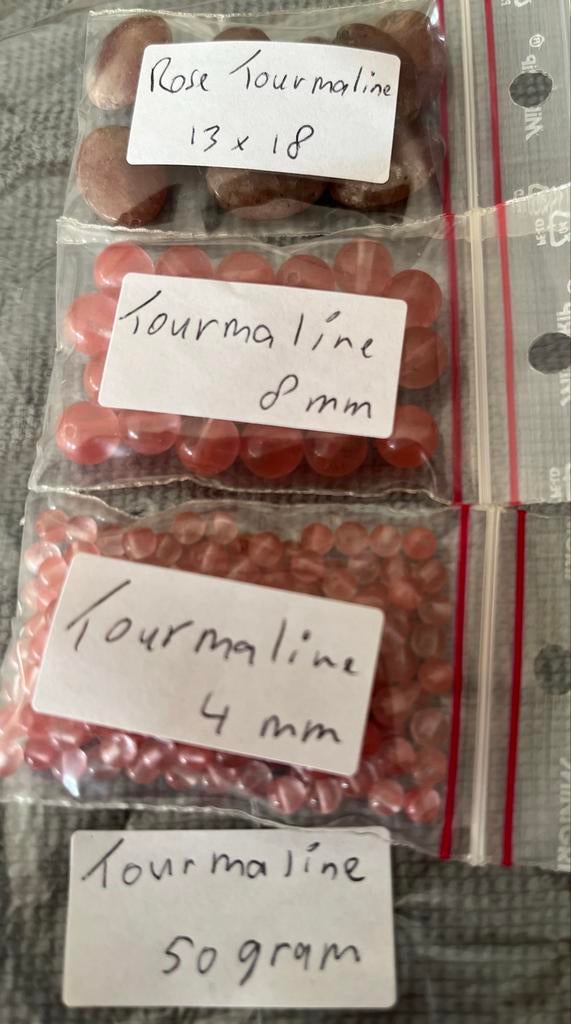 Rose Tourmaline
13 x 18
Tourmaline
8 mm
Tourmaline
4 mm
Tourmaline
50 gram